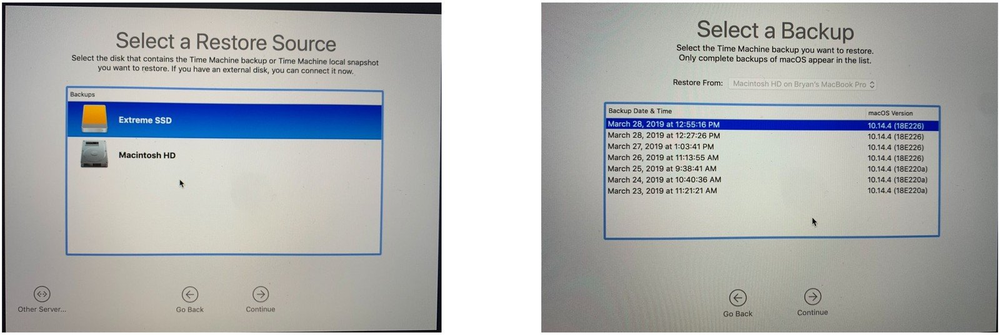 Select a Restore Source
Select the disk that contains the Time Machine backup or Time Machine local snapshot
you want to restore. If you have an external disk, you can connect it now.
Backups
Extreme SSD
Macintosh HD
Other Server...
Go Back
Continue
Select a Backup
Select the Time Machine backup you want to restore.
Only complete backups of macOS appear in the list.
Restore From: Macintosh HD on Bryan's MacBook Pro
Backup Date & Time macOS Version
March 28, 2019 at 12:55:16 PM 10.14.4 (18E226)
March 28, 2019 at 12:27:26 PM 10.14.4 (18E226)
March 27, 2019 at 1:03:41 PM 10.14.4 (18E226)
March 26, 2019 at 11:13:55 AM 10.14.4 (18E226)
March 25, 2019 at 9:38:41 AM 10.14.4 (18E220a)
March 24, 2019 at 10:40:36 AM 10.14.4 (18E220a)
March 23, 2019 at 11:21:21 AM 10.14.4 (18E220a)
Go Back
Continue